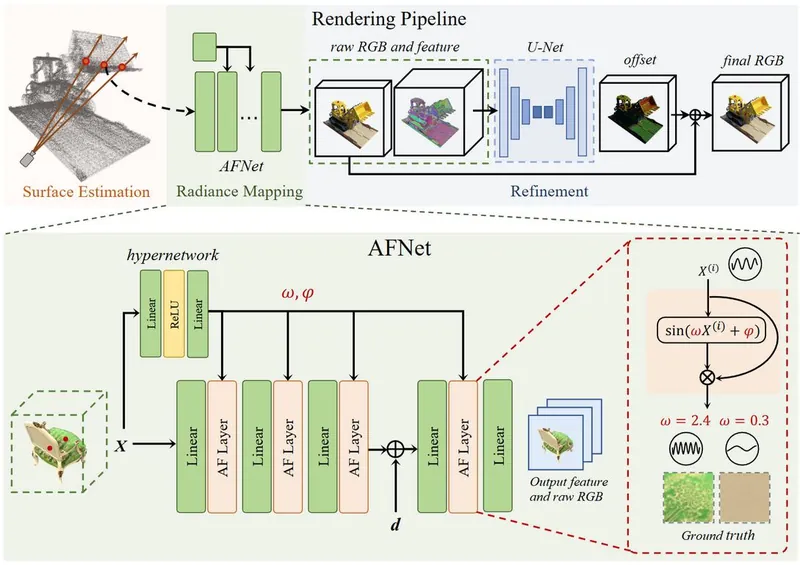 Rendering Pipeline
raw RGB and feature
U-Net
offset
final RGB
...
AFNet
Surface Estimation
Radiance Mapping
Refinement
AFNet
hypernetwork
Linear
ReLU
Linear
ω, φ
X
Linear
AF Layer
Linear
AF Layer
Linear
AF Layer
d
Linear
AF Layer
Linear
Output feature
and raw RGB
X⁽ⁱ⁾
sin(ωX⁽ⁱ⁾ + φ)
ω = 2.4 ω = 0.3
Ground truth